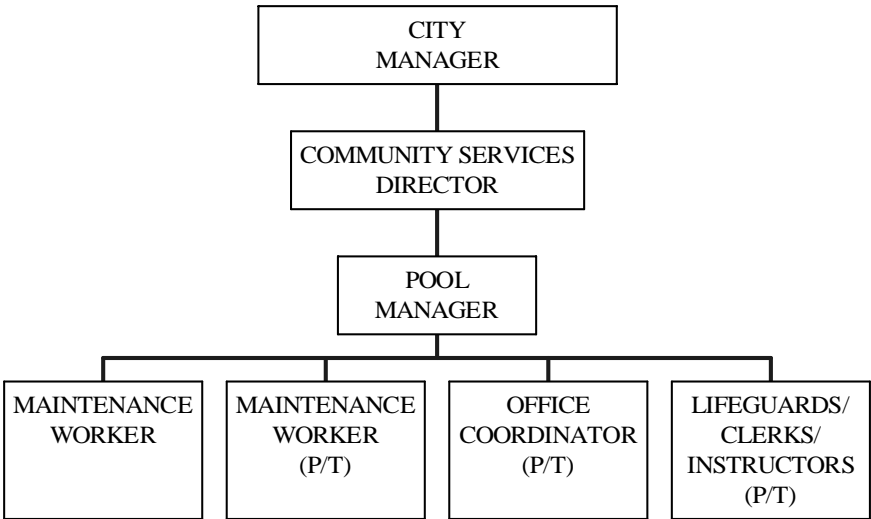 CITY
MANAGER
COMMUNITY SERVICES
DIRECTOR
POOL
MANAGER
MAINTENANCE
WORKER
MAINTENANCE
WORKER
(P/T)
OFFICE
COORDINATOR
(P/T)
LIFEGUARDS/
CLERKS/
INSTRUCTORS
(P/T)